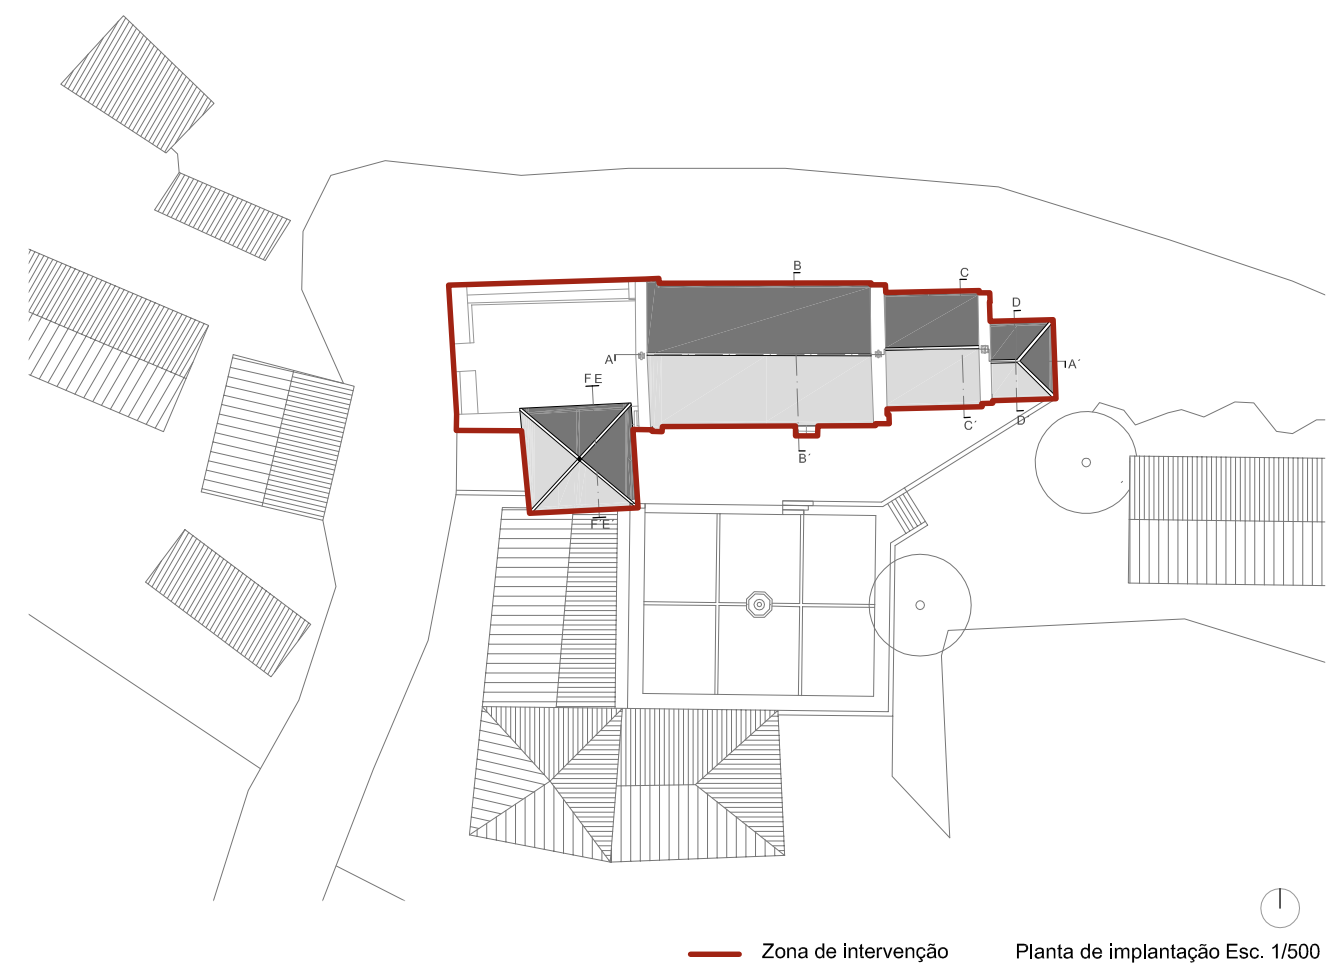 B
C
D
A
A´
F E
C´
D´
B´
F´E´
Zona de intervenção
Planta de implantação Esc. 1/500